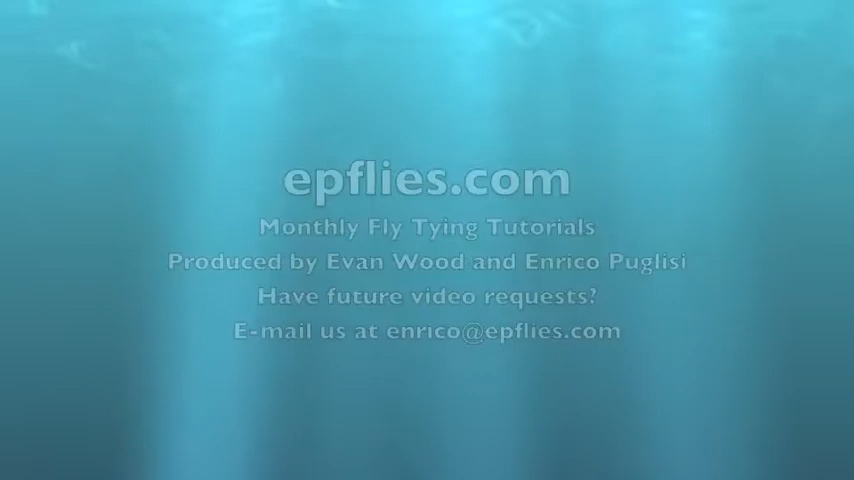 epflies.com
Monthly Fly Tying Tutorials
Produced by Evan Wood and Enrico Puglisi
Have future video requests?
E-mail us at enrico@epflies.com